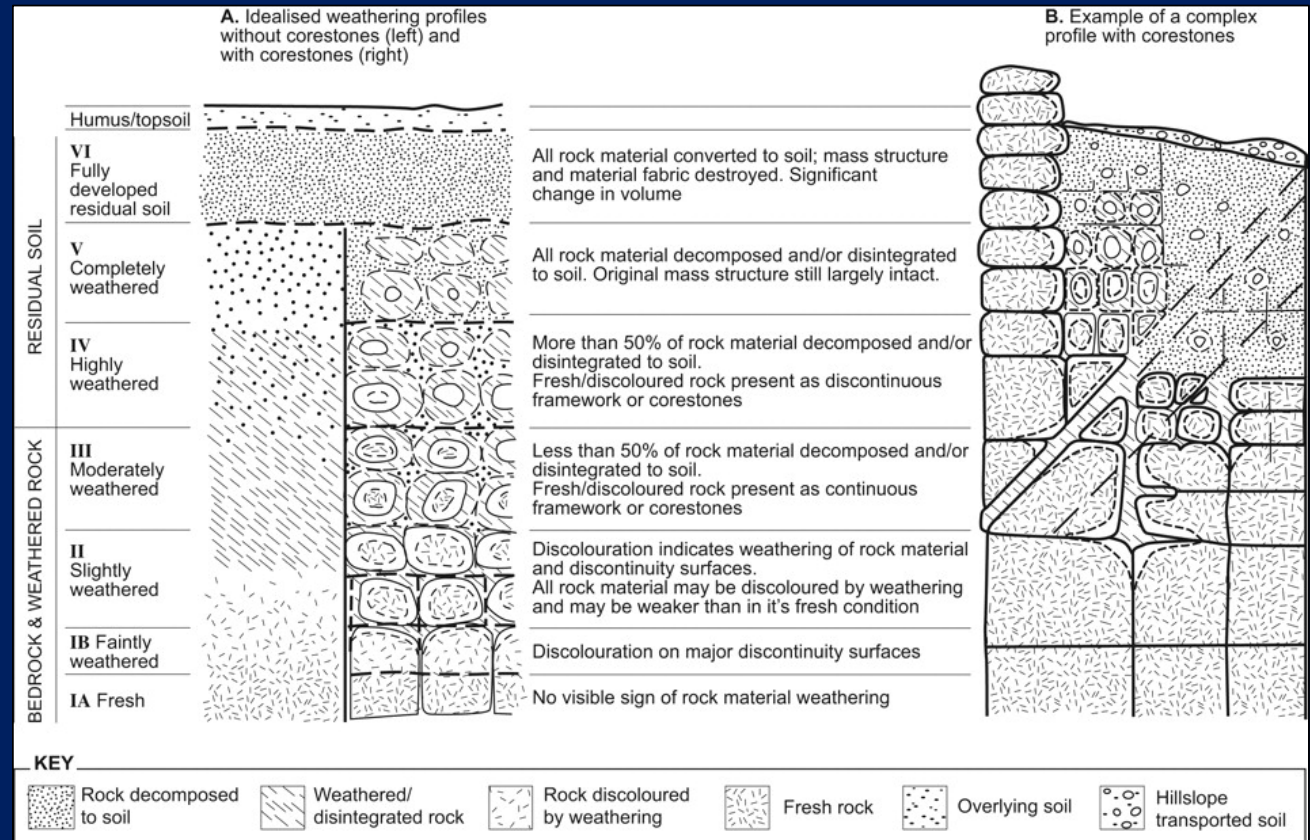 A. Idealised weathering profiles
without corestones (left) and
with corestones (right)
B. Example of a complex
profile with corestones
Humus/topsoil
RESIDUAL SOIL
VI
Fully
developed
residual soil
All rock material converted to soil; mass structure
and material fabric destroyed. Significant
change in volume
V
Completely
weathered
All rock material decomposed and/or disintegrated
to soil. Original mass structure still largely intact.
IV
Highly
weathered
More than 50% of rock material decomposed and/or
disintegrated to soil.
Fresh/discoloured rock present as discontinuous
framework or corestones
BEDROCK & WEATHERED ROCK
III
Moderately
weathered
Less than 50% of rock material decomposed and/or
disintegrated to soil.
Fresh/discoloured rock present as continuous
framework or corestones
II
Slightly
weathered
Discolouration indicates weathering of rock material
and discontinuity surfaces.
All rock material may be discoloured by weathering
and may be weaker than in it's fresh condition
IB Faintly
weathered
Discolouration on major discontinuity surfaces
IA Fresh
No visible sign of rock material weathering
KEY
Rock decomposed
to soil
Weathered/
disintegrated rock
Rock discoloured
by weathering
Fresh rock
Overlying soil
Hillslope
transported soil